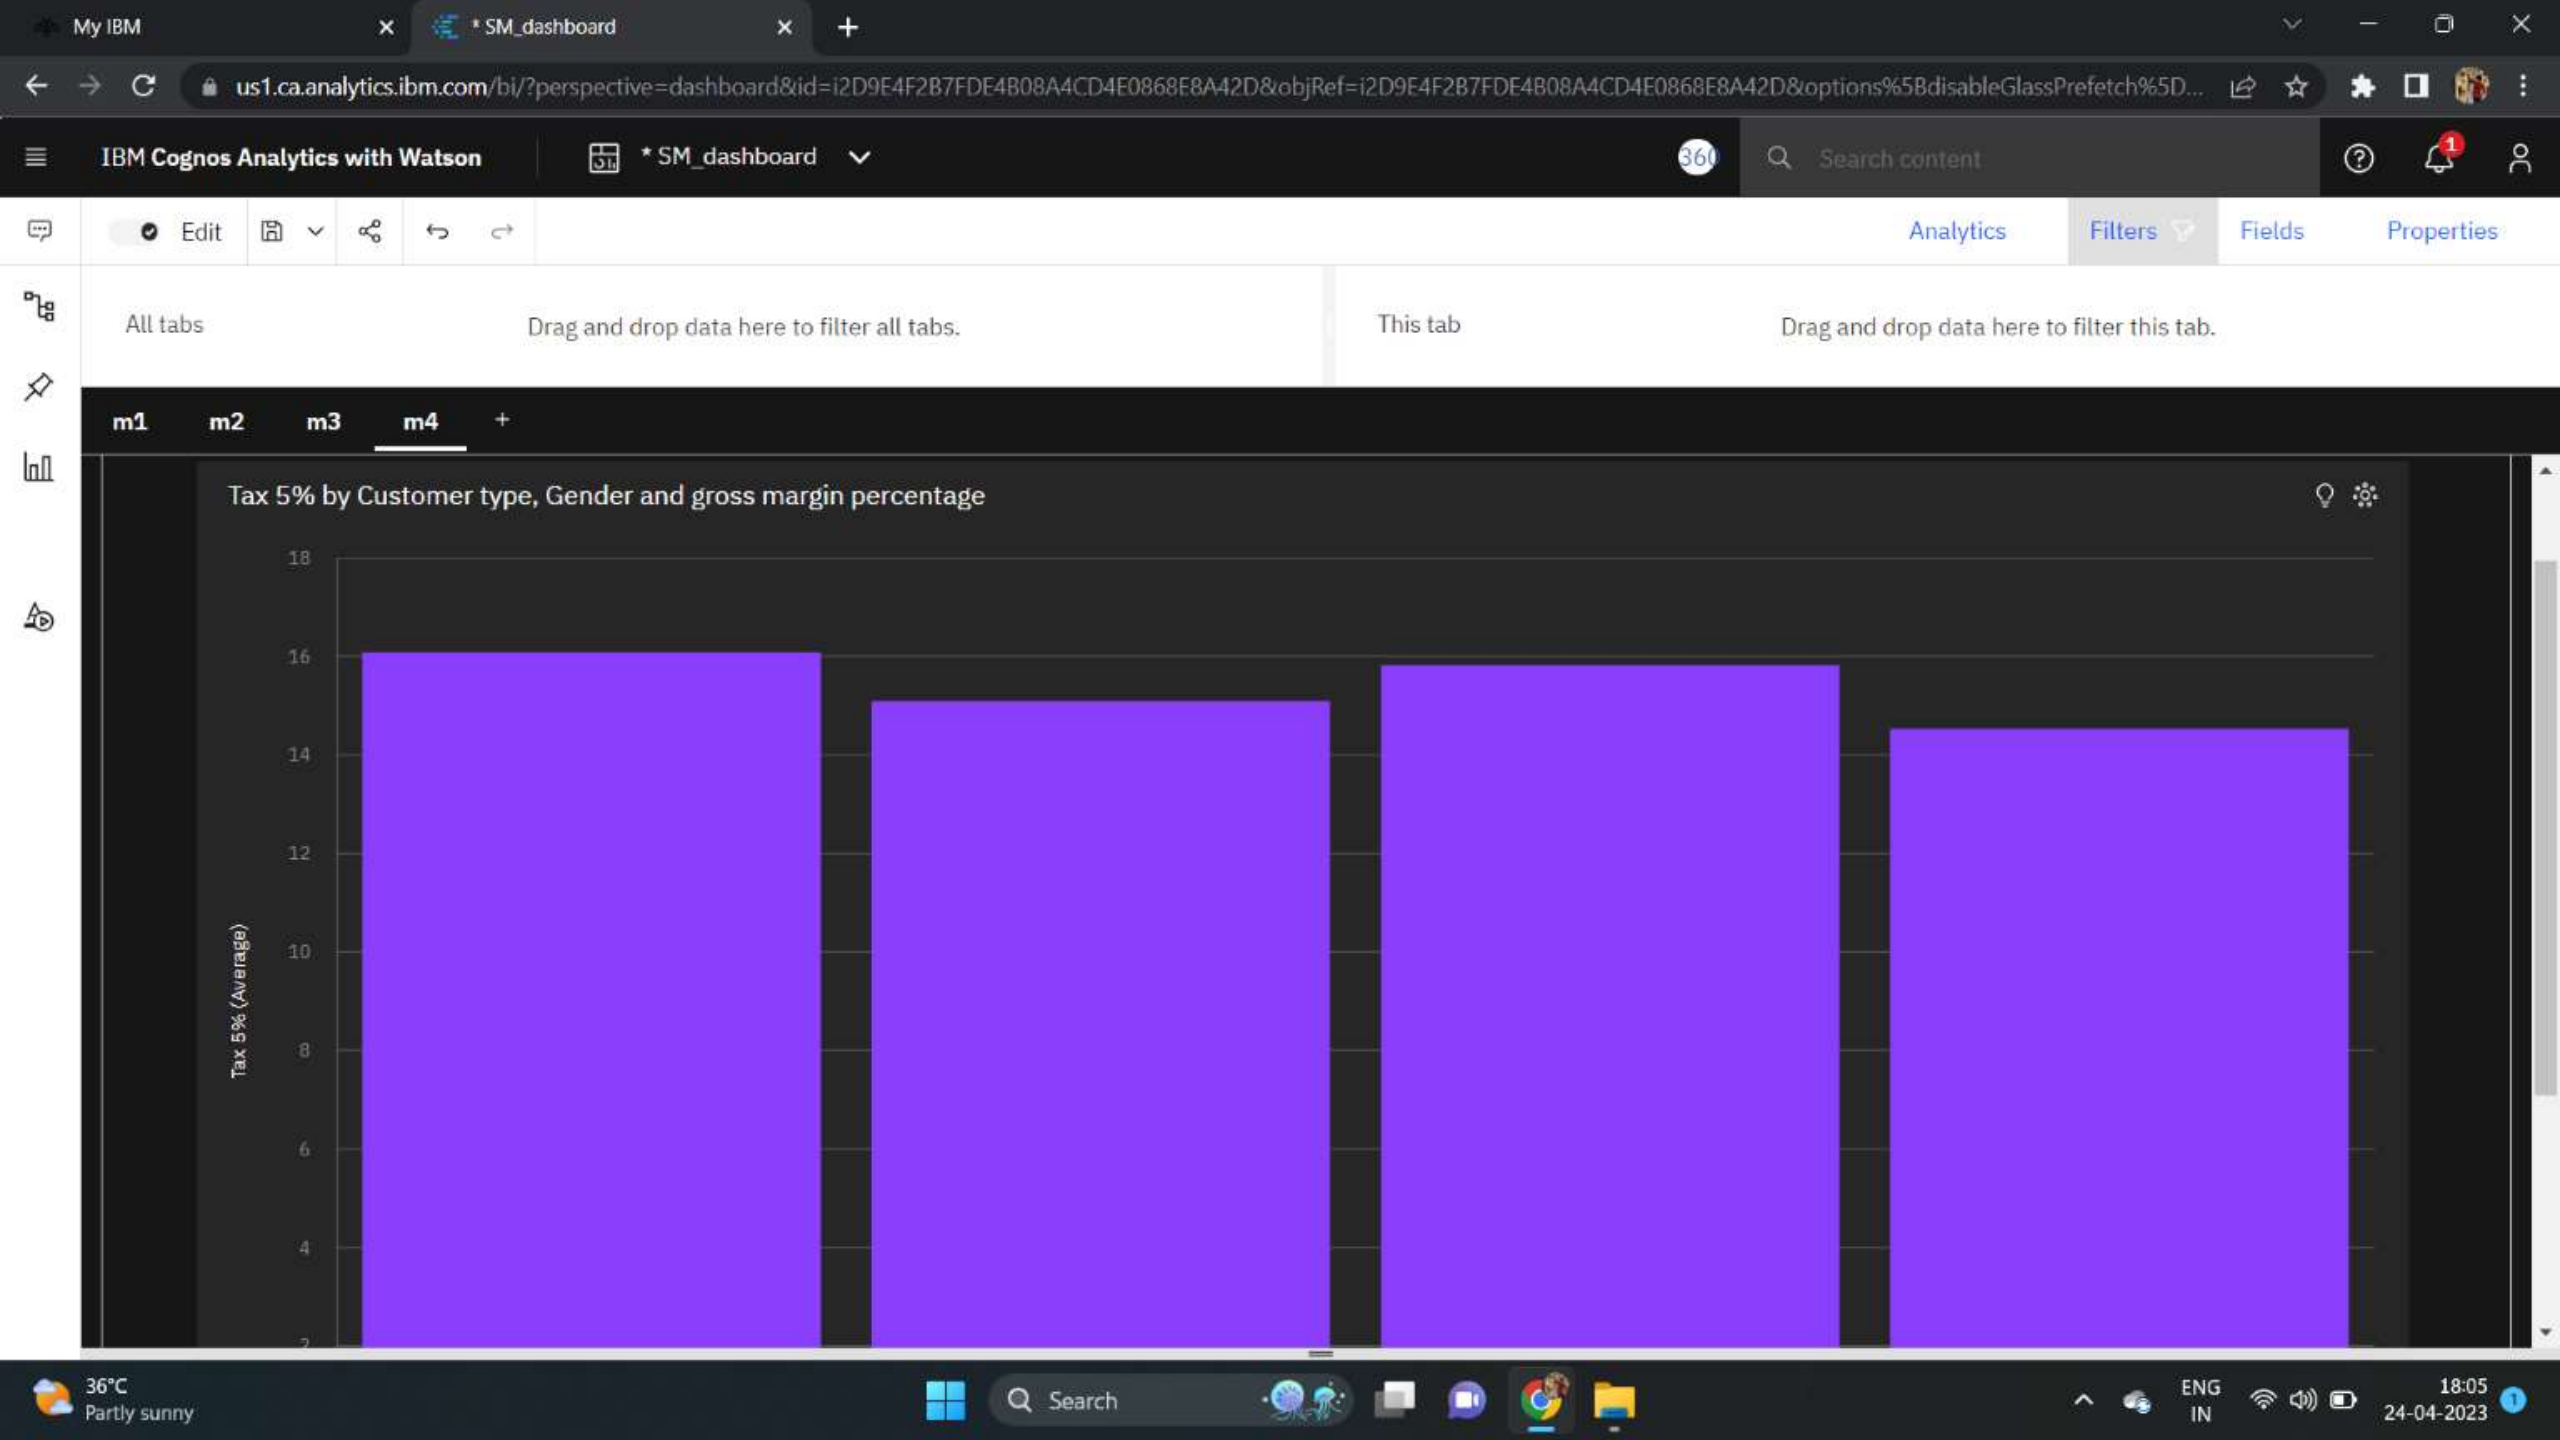 My IBM
* SM_dashboard
us1.ca.analytics.ibm.com/bi/?perspective=dashboard&id=i2D9E4F2B7FDE4B08A4CD4E0868E8A42D&objRef=i2D9E4F2B7FDE4B08A4CD4E0868E8A42D&options%5BdisableGlassPrefetch%5D...
IBM Cognos Analytics with Watson
* SM_dashboard
360
Search content
1
Edit
Analytics
Filters
Fields
Properties
All tabs
Drag and drop data here to filter all tabs.
This tab
Drag and drop data here to filter this tab.
m1
m2
m3
m4
+
Tax 5% by Customer type, Gender and gross margin percentage
18
16
14
12
10
8
6
4
2
Tax 5% (Average)
36°C
Partly sunny
Search
ENG
IN
18:05
24-04-2023
1